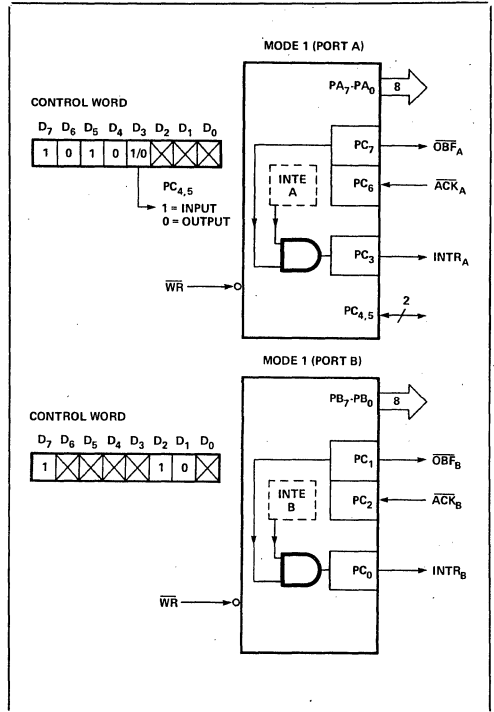 MODE 1 (PORT A)
PA7-PA0
8
CONTROL WORD
D7 D6 D5 D4 D3 D2 D1 D0
1 0 1 0 1/0
PC4,5
1 = INPUT
0 = OUTPUT
PC7
OBFA
INTE
A
PC6
ACKA
PC3
INTRA
WR
PC4,5
2
MODE 1 (PORT B)
PB7-PB0
8
CONTROL WORD
D7 D6 D5 D4 D3 D2 D1 D0
1 1 0
PC1
OBFB
INTE
B
PC2
ACKB
PC0
INTRB
WR